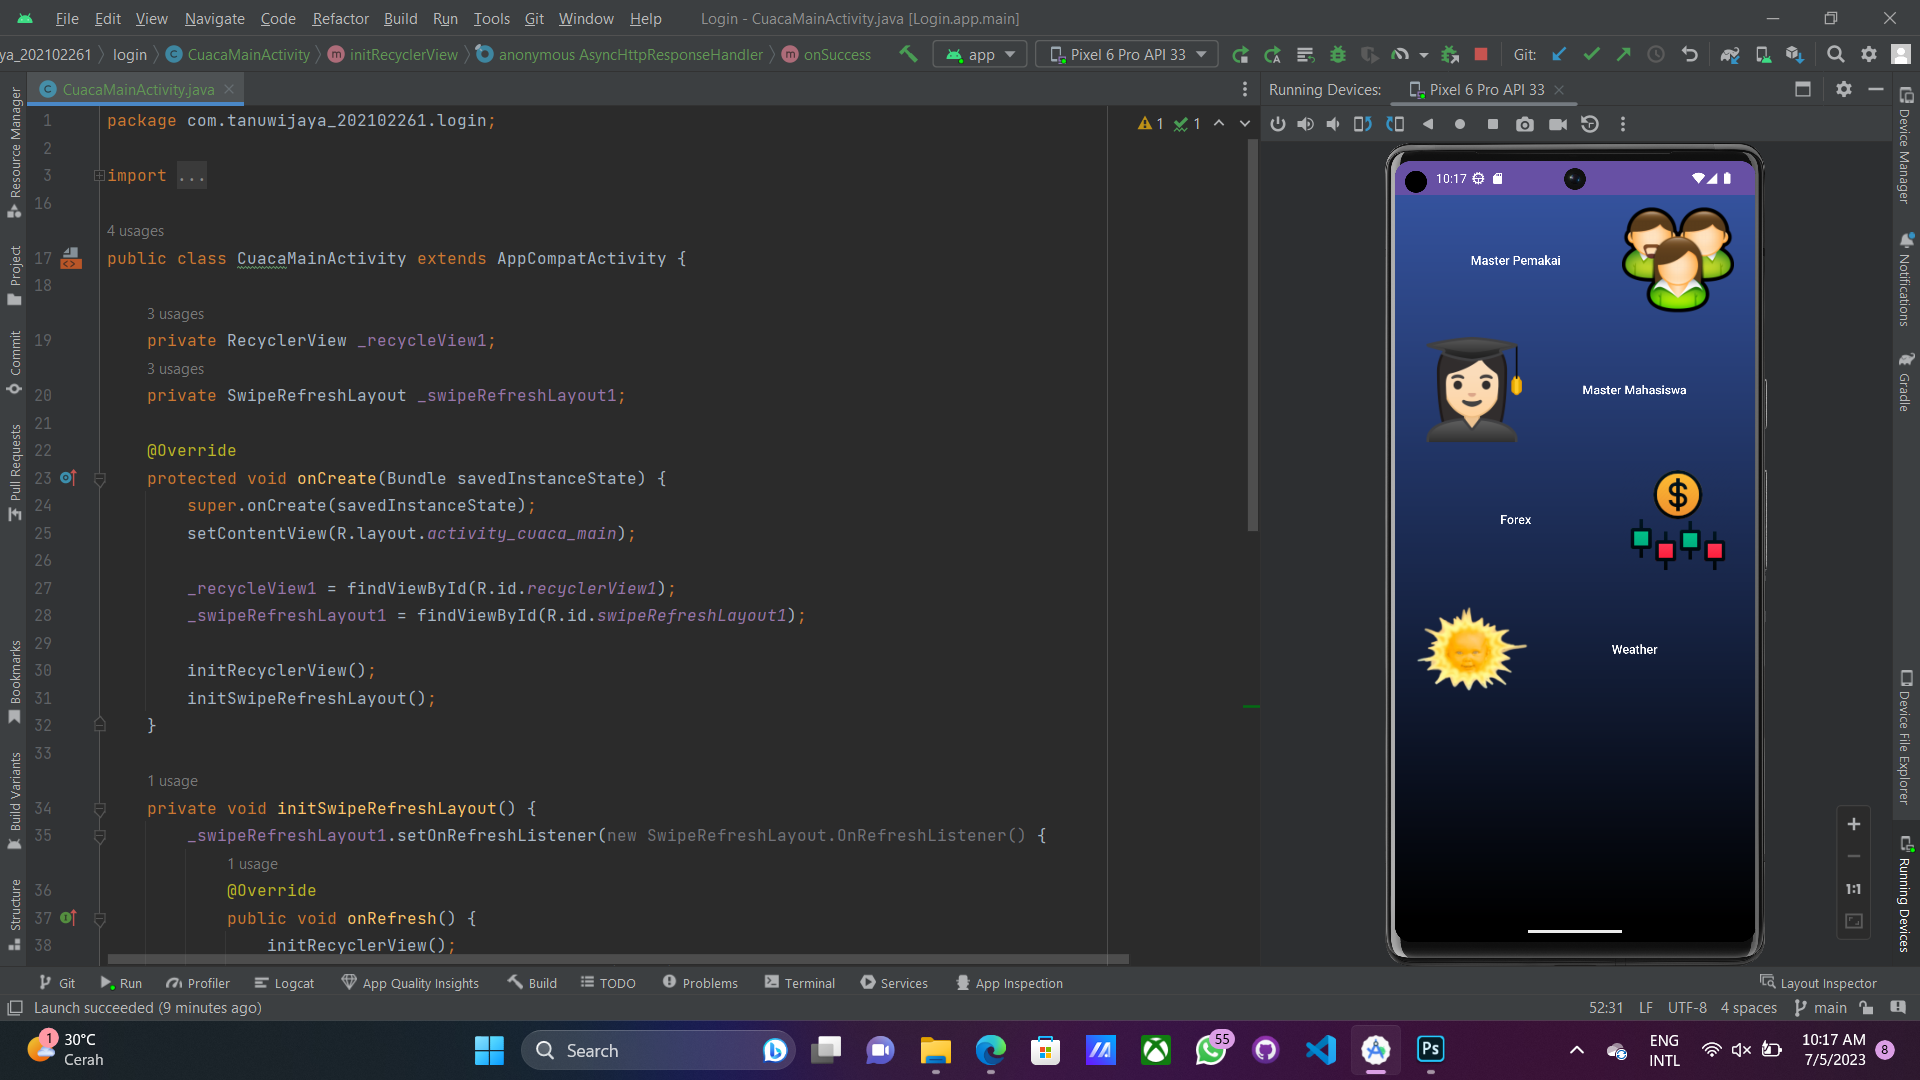 File Edit View Navigate Code Refactor Build Run Tools Git Window Help Login - CuacaMainActivity.java [Login.app.main]
ya_202102261 login CuacaMainActivity initRecyclerView anonymous AsyncHttpResponseHandler onSuccess app Pixel 6 Pro API 33 Git:
CuacaMainActivity.java
Running Devices: Pixel 6 Pro API 33
1 package com.tanuwijaya_202102261.login;
1 1
2
3 import ...
16
4 usages
17 public class CuacaMainActivity extends AppCompatActivity {
18
3 usages
19 private RecyclerView _recycleView1;
3 usages
20 private SwipeRefreshLayout _swipeRefreshLayout1;
21
22 @Override
23 protected void onCreate(Bundle savedInstanceState) {
24 super.onCreate(savedInstanceState);
25 setContentView(R.layout.activity_cuaca_main);
26
27 _recycleView1 = findViewById(R.id.recyclerView1);
28 _swipeRefreshLayout1 = findViewById(R.id.swipeRefreshLayout1);
29
30 initRecyclerView();
31 initSwipeRefreshLayout();
32 }
33
1 usage
34 private void initSwipeRefreshLayout() {
35 _swipeRefreshLayout1.setOnRefreshListener(new SwipeRefreshLayout.OnRefreshListener() {
1 usage
36 @Override
37 public void onRefresh() {
38 initRecyclerView();
Resource Manager
Project
Commit
Pull Requests
Bookmarks
Build Variants
Structure
10:17
Master Pemakai
Master Mahasiswa
Forex
Weather
1:1
Device Manager
Notifications
Gradle
Device File Explorer
Running Devices
Git Run Profiler Logcat App Quality Insights Build TODO Problems Terminal Services App Inspection Layout Inspector
Launch succeeded (9 minutes ago) 52:31 LF UTF-8 4 spaces main
1 30°C
Cerah
Search
55
Ps
ENG
INTL
10:17 AM
7/5/2023
8